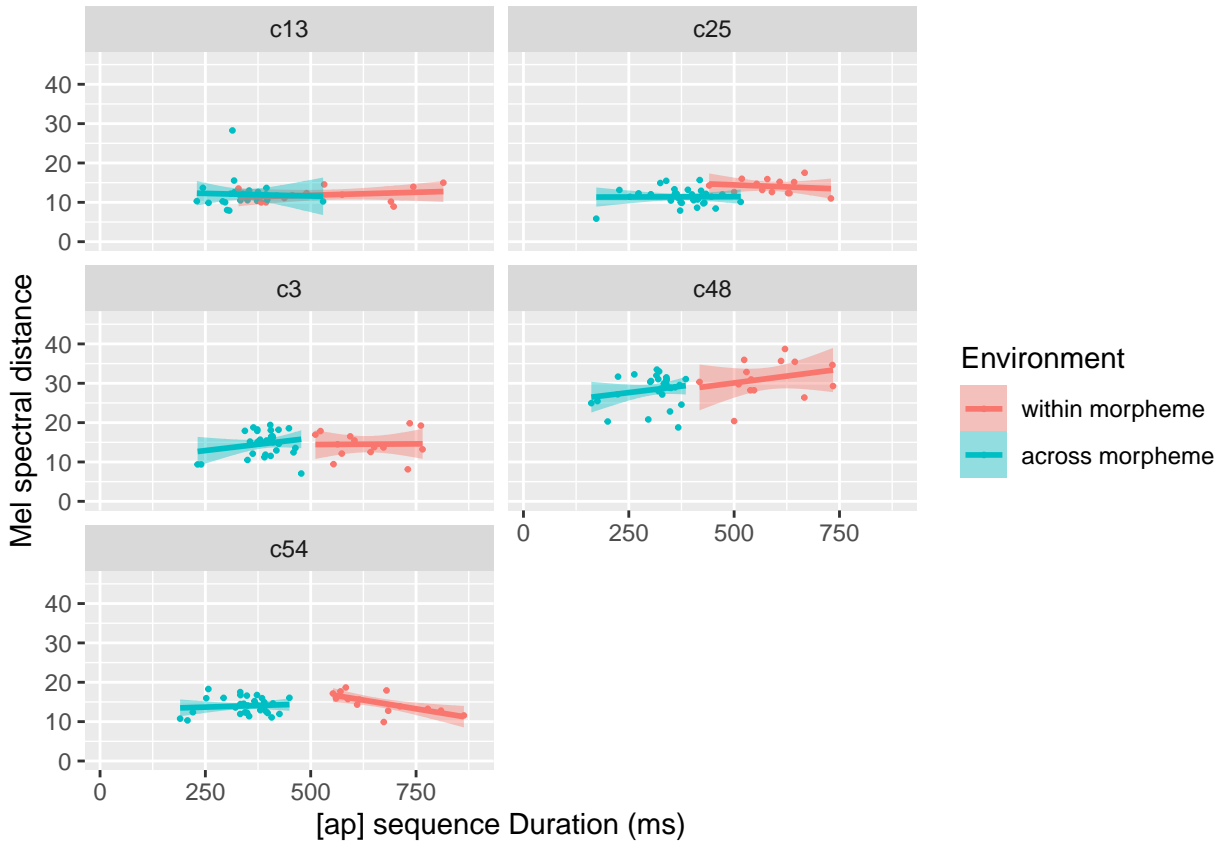 c13
c25
40
30
20
10
0
c3
c48
40
30
20
10
0
0
250
500
750
c54
40
30
20
10
0
0
250
500
750
[ap] sequence Duration (ms)
Mel spectral distance
Environment
within morpheme
across morpheme